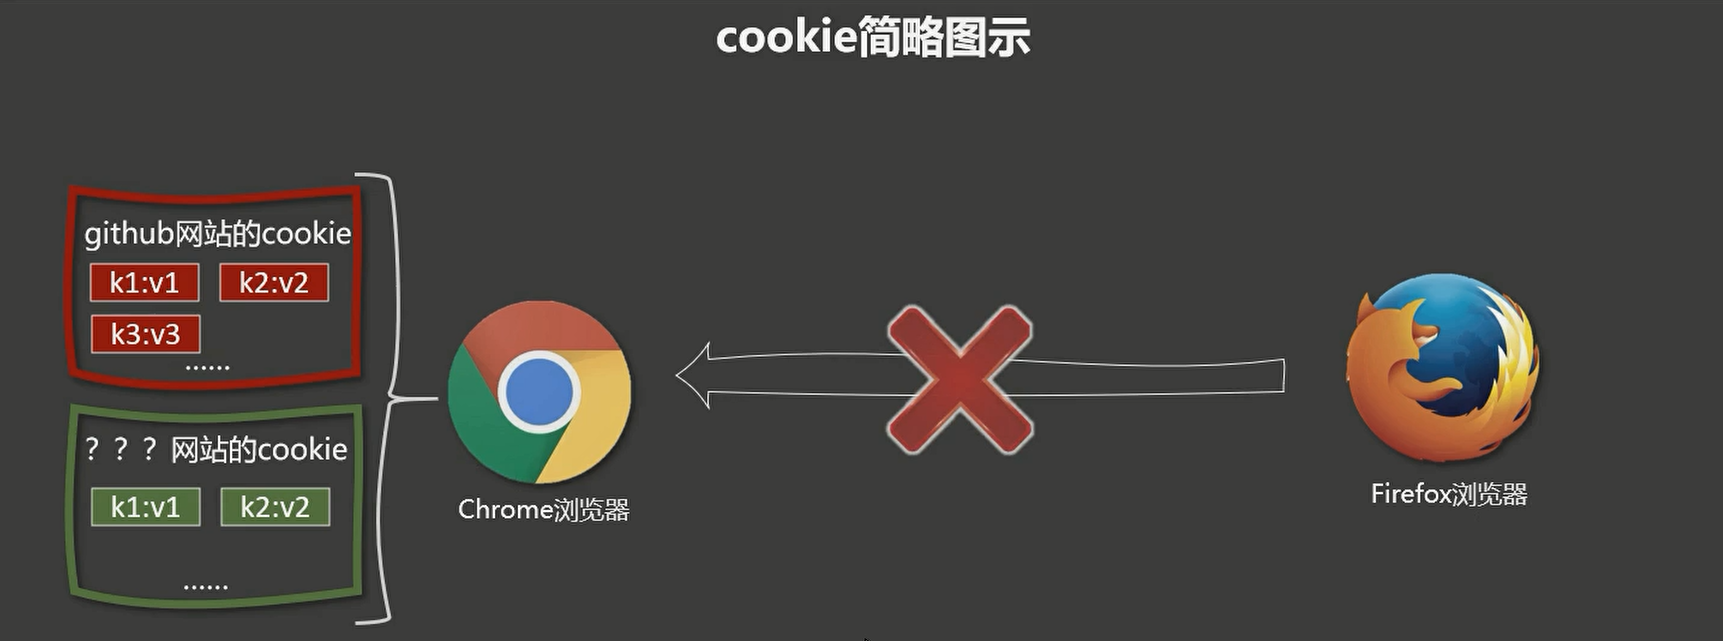 cookie简略图示
github网站的cookie
k1:v1 k2:v2
k3:v3
......
？？？网站的cookie
k1:v1 k2:v2
......
Chrome浏览器
Firefox浏览器